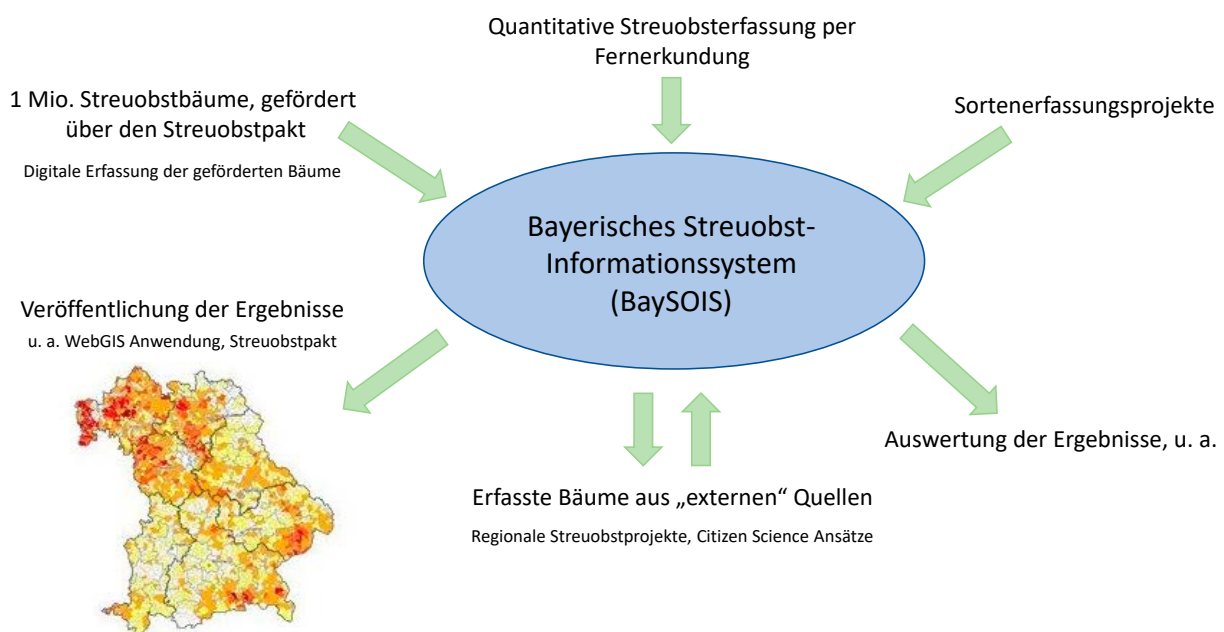 Quantitative Streuobsterfassung per
Fernerkundung
1 Mio. Streuobstbäume, gefördert
über den Streuobstpakt
Digitale Erfassung der geförderten Bäume
Sortenerfassungsprojekte
Bayerisches Streuobst-
Informationssystem
(BaySOIS)
Veröffentlichung der Ergebnisse
u. a. WebGIS Anwendung, Streuobstpakt
Auswertung der Ergebnisse, u. a.
Erfasste Bäume aus „externen“ Quellen
Regionale Streuobstprojekte, Citizen Science Ansätze